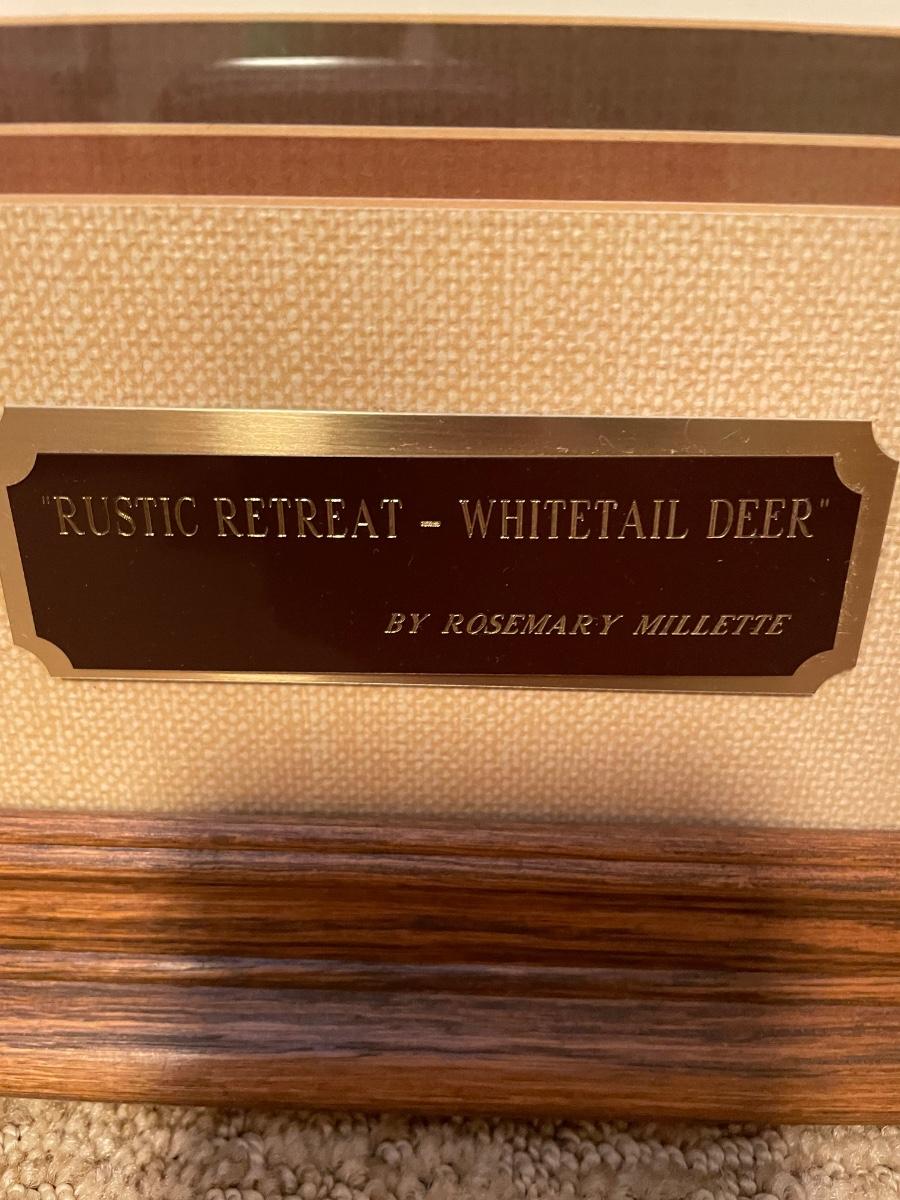 "RUSTIC RETREAT - WHITETAIL DEER"
BY ROSEMARY MILLETTE